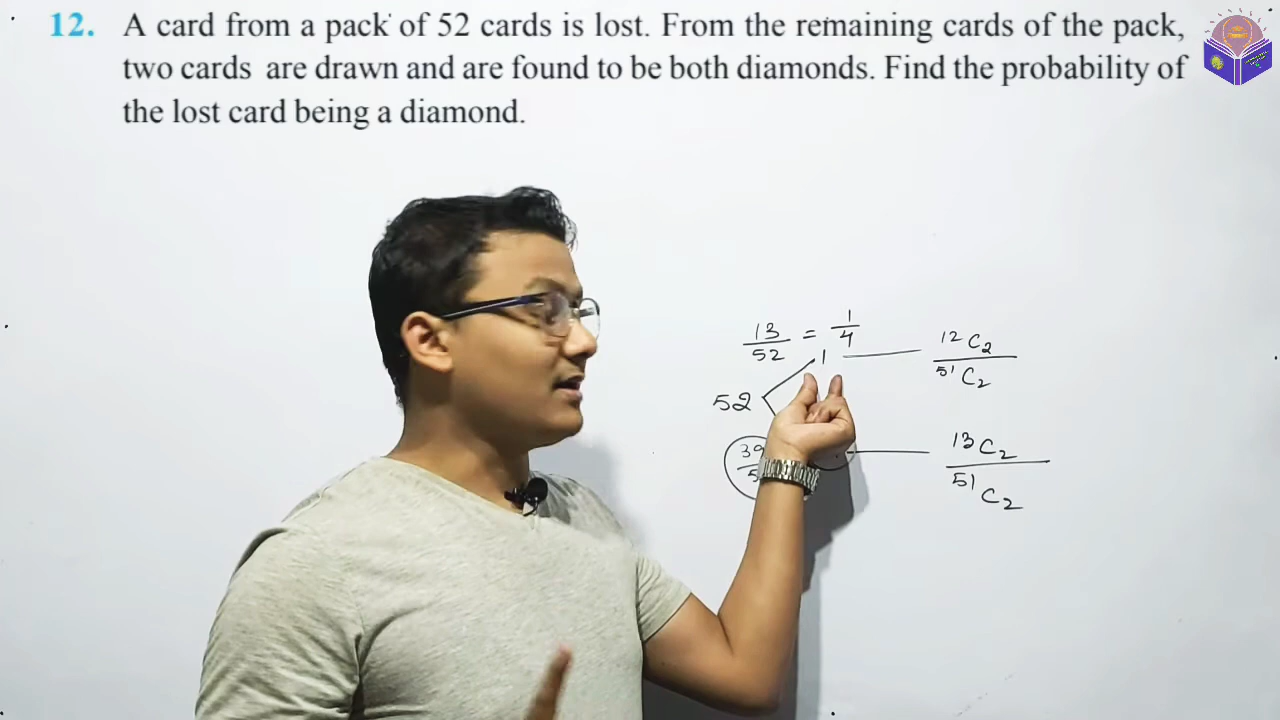 12. A card from a pack of 52 cards is lost. From the remaining cards of the pack,
two cards are drawn and are found to be both diamonds. Find the probability of
the lost card being a diamond.
13/52 = 1/4
1
12C2/51C2
52
39
13C2/51C2